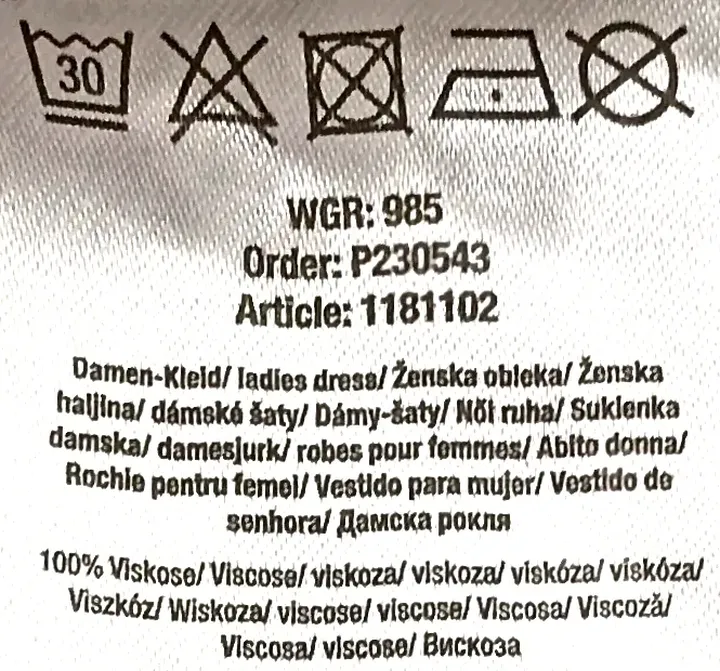 30
WGR: 985
Order: P230543
Article: 1181102
Damen-Kleid/ ladies dress/ Ženska obleka/ Ženska
haljina/ dámské šaty/ Dámy-šaty/ Női ruha/ Sukienka
damska/ damesjurk/ robes pour femmes/ Abito donna/
Rochie pentru femei/ Vestido para mujer/ Vestido de
senhora/ Дамска рокля
100% Viskose/ Viscose/ viskoza/ viskoza/ viskóza/ viskóza/
Viszkóz/ Wiskoza/ viscose/ viscose/ Viscosa/ Viscoză/
Viscosa/ viscose/ Вискоза